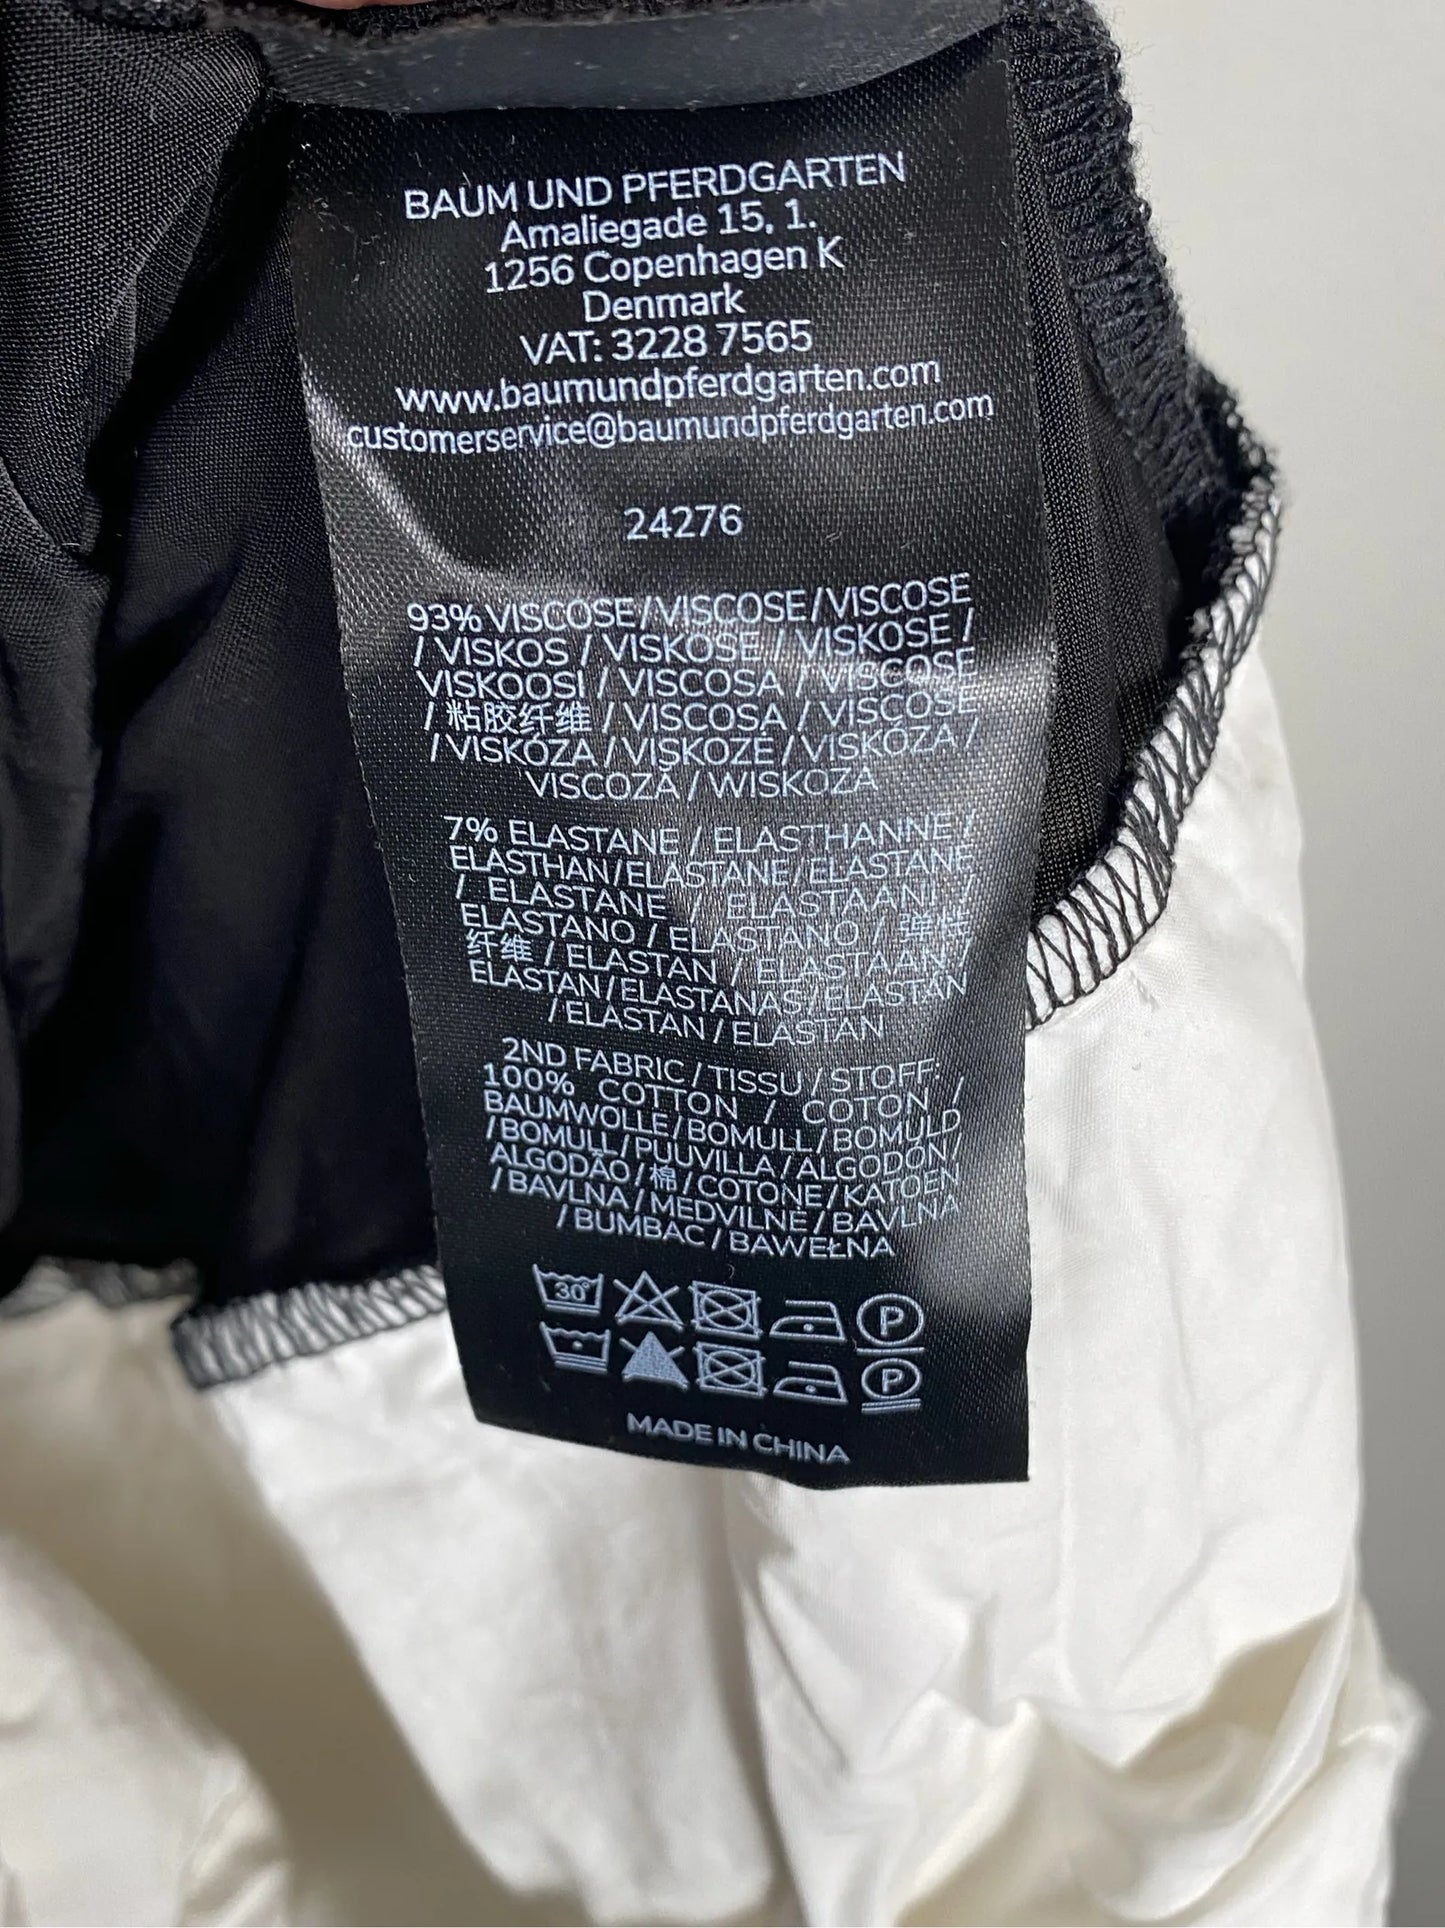 BAUM UND PFERDGARTEN
Amaliegade 15, 1.
1256 Copenhagen K
Denmark
VAT: 3228 7565
www.baumundpferdgarten.com
customerservice@baumundpferdgarten.com
24276
93% VISCOSE/VISCOSE/VISCOSE
/ VISKOS / VISKOSE / VISKOSE /
VISKOOSI / VISCOSA / VISCOSE
/ 粘胶纤维 / VISCOSA / VISCOSE
/ VISKÓZA / VISKOZĖ / VISKÓZA /
VISCOZĂ / WISKOZA
7% ELASTANE / ELASTHANNE /
ELASTHAN/ELASTANE/ELASTANE
/ ELASTANE / ELASTAANI /
ELASTANO / ELASTANO / 弹性
纤维 / ELASTAN / ELASTAAN /
ELASTAN/ELASTANAS/ELASTAN
/ELASTAN / ELASTAN
2ND FABRIC / TISSU / STOFF:
100% COTTON / COTON /
BAUMWOLLE/BOMULL/BOMULD
/BOMULL/PUUVILLA/ALGODÓN/
ALGODÃO/棉/COTONE/KATOEN
/BAVLNA/MEDVILNĖ/BAVLNA
/BUMBAC/BAWEŁNA
30° P
P
MADE IN CHINA